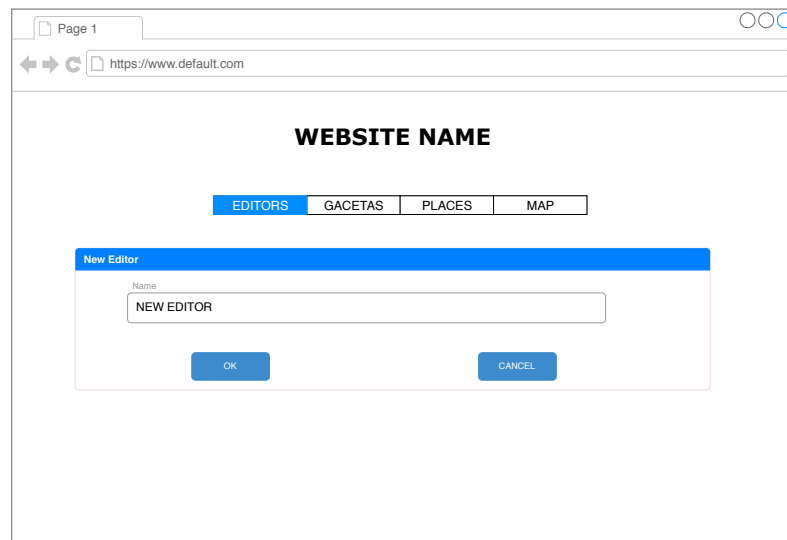 Page 1
https://www.default.com
WEBSITE NAME
EDITORS GACETAS PLACES MAP
New Editor
Name
NEW EDITOR
OK CANCEL